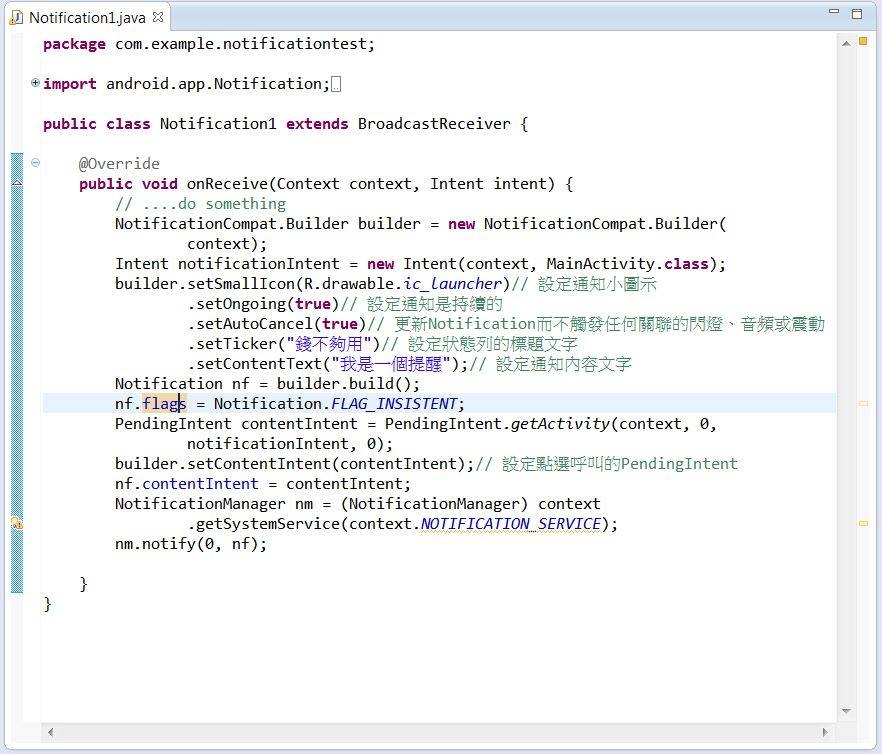 Notification1.java
package com.example.notificationtest;
import android.app.Notification;
public class Notification1 extends BroadcastReceiver {
@Override
public void onReceive(Context context, Intent intent) {
// ....do something
NotificationCompat.Builder builder = new NotificationCompat.Builder(
context);
Intent notificationIntent = new Intent(context, MainActivity.class);
builder.setSmallIcon(R.drawable.ic_launcher)// 設定通知小圖示
.setOngoing(true)// 設定通知是持續的
.setAutoCancel(true)// 更新Notification而不觸發任何關聯的閃燈、音頻或震動
.setTicker("錢不夠用")// 設定狀態列的標題文字
.setContentText("我是一個提醒");// 設定通知內容文字
Notification nf = builder.build();
nf.flags = Notification.FLAG_INSISTENT;
PendingIntent contentIntent = PendingIntent.getActivity(context, 0,
notificationIntent, 0);
builder.setContentIntent(contentIntent);// 設定點選呼叫的PendingIntent
nf.contentIntent = contentIntent;
NotificationManager nm = (NotificationManager) context
.getSystemService(context.NOTIFICATION_SERVICE);
nm.notify(0, nf);
}
}